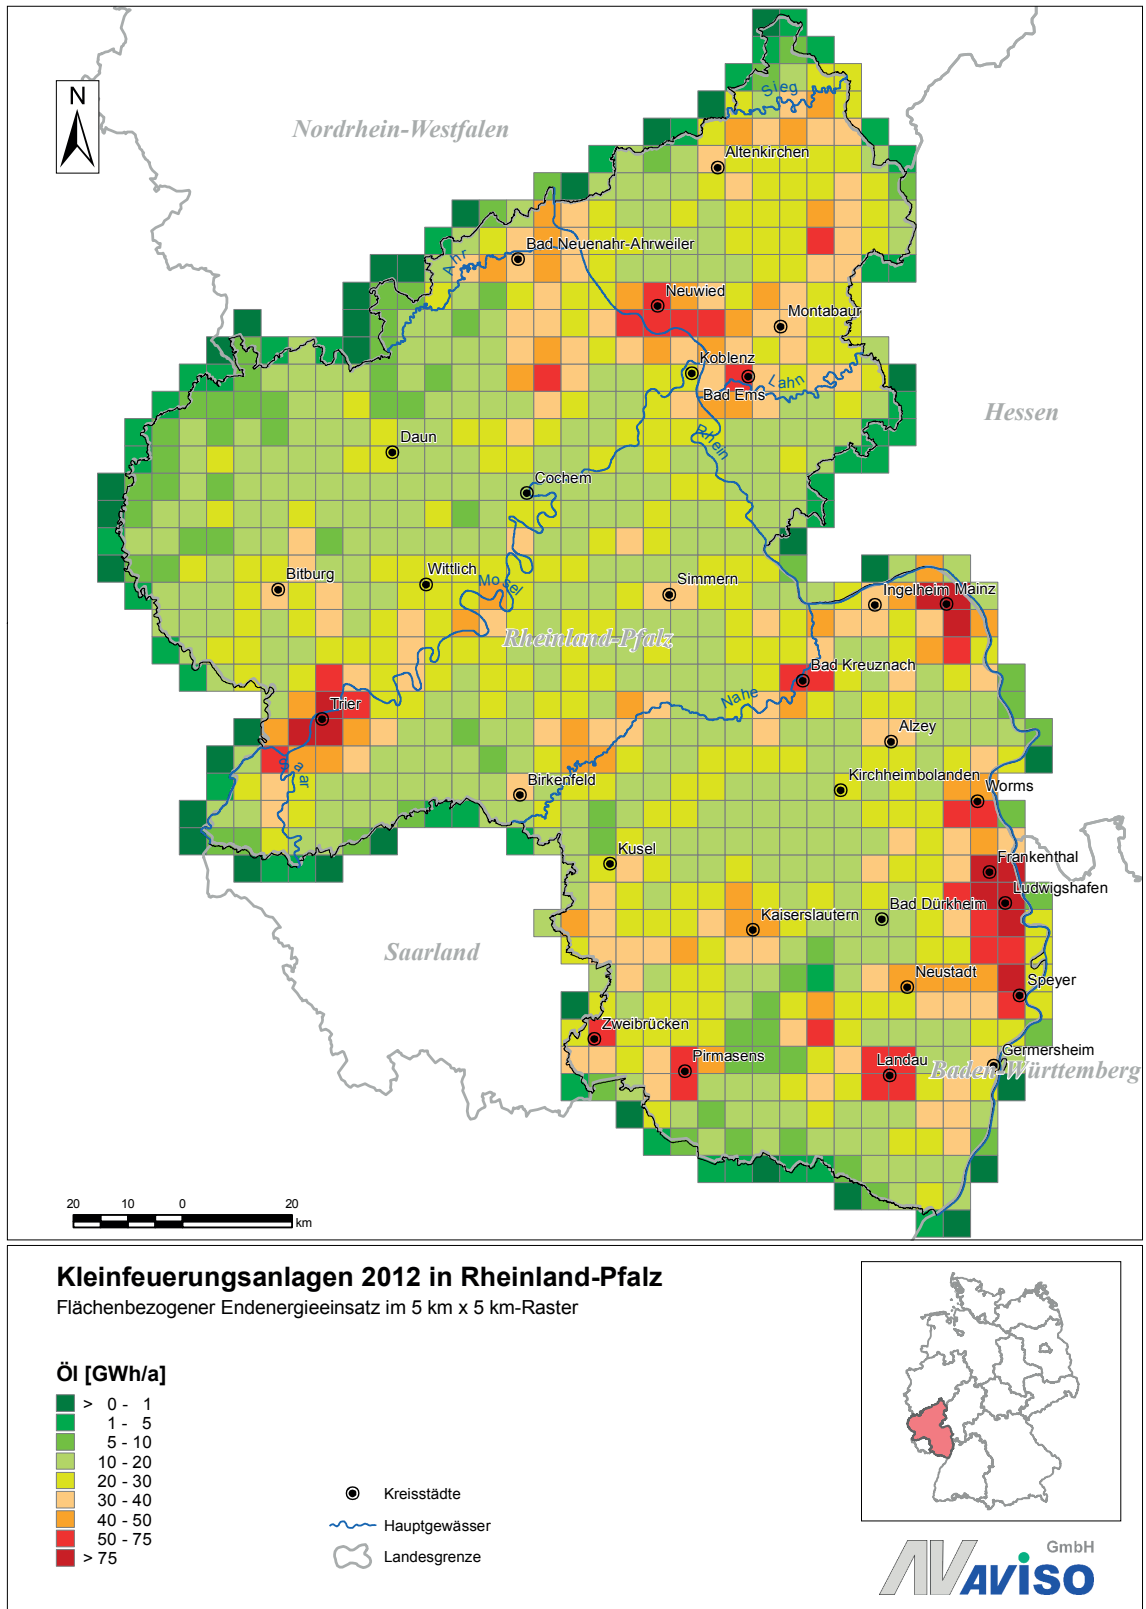 N
Nordrhein-Westfalen
Sieg
Altenkirchen
Ahr
Bad Neuenahr-Ahrweiler
Neuwied
Montabaur
Koblenz
Bad Ems
Lahn
Hessen
Rhein
Daun
Cochem
Bitburg
Wittlich
Mosel
Simmern
Ingelheim
Mainz
Rheinland-Pfalz
Bad Kreuznach
Nahe
Trier
Saar
Alzey
Birkenfeld
Kirchheimbolanden
Worms
Kusel
Frankenthal
Ludwigshafen
Kaiserslautern
Bad Dürkheim
Saarland
Neustadt
Speyer
Zweibrücken
Pirmasens
Landau
Germersheim
Baden-Württemberg
20 10 0 20
km
Kleinfeuerungsanlagen 2012 in Rheinland-Pfalz
Flächenbezogener Endenergieeinsatz im 5 km x 5 km-Raster
Öl [GWh/a]
> 0 - 1
1 - 5
5 - 10
10 - 20
20 - 30
30 - 40
40 - 50
50 - 75
> 75
Kreisstädte
Hauptgewässer
Landesgrenze
GmbH
AVISO